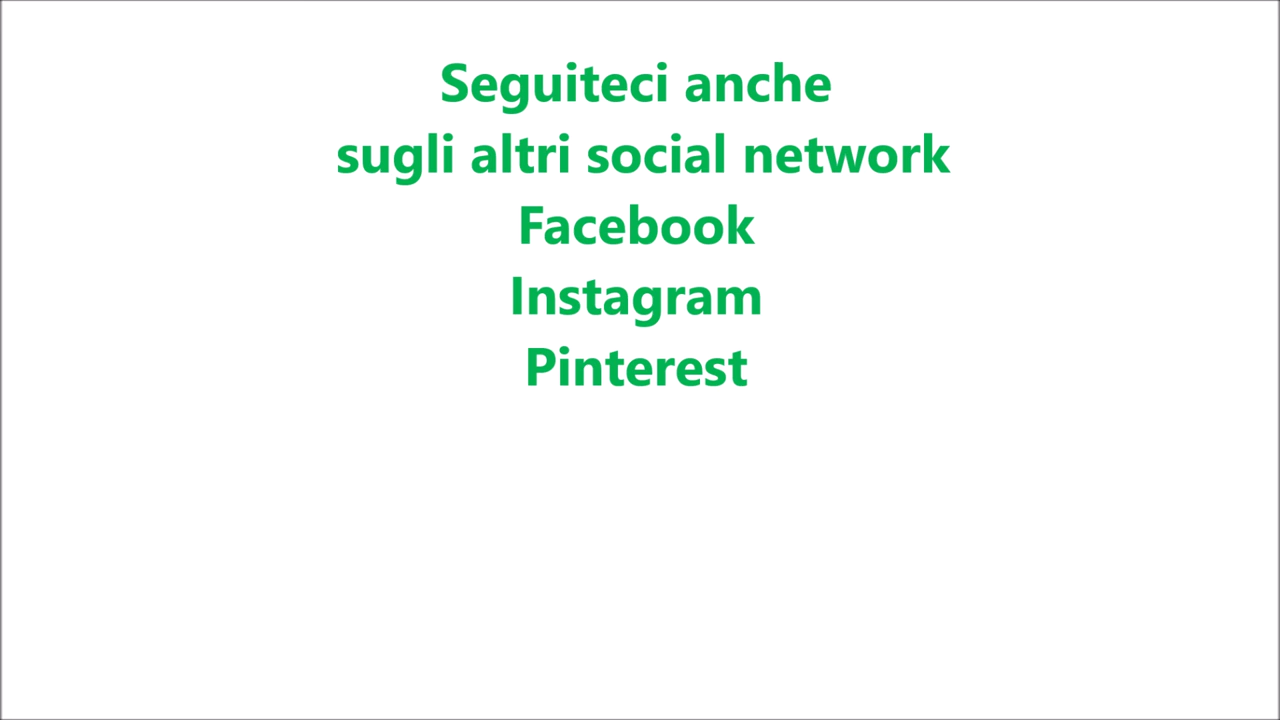 Seguiteci anche
sugli altri social network
Facebook
Instagram
Pinterest